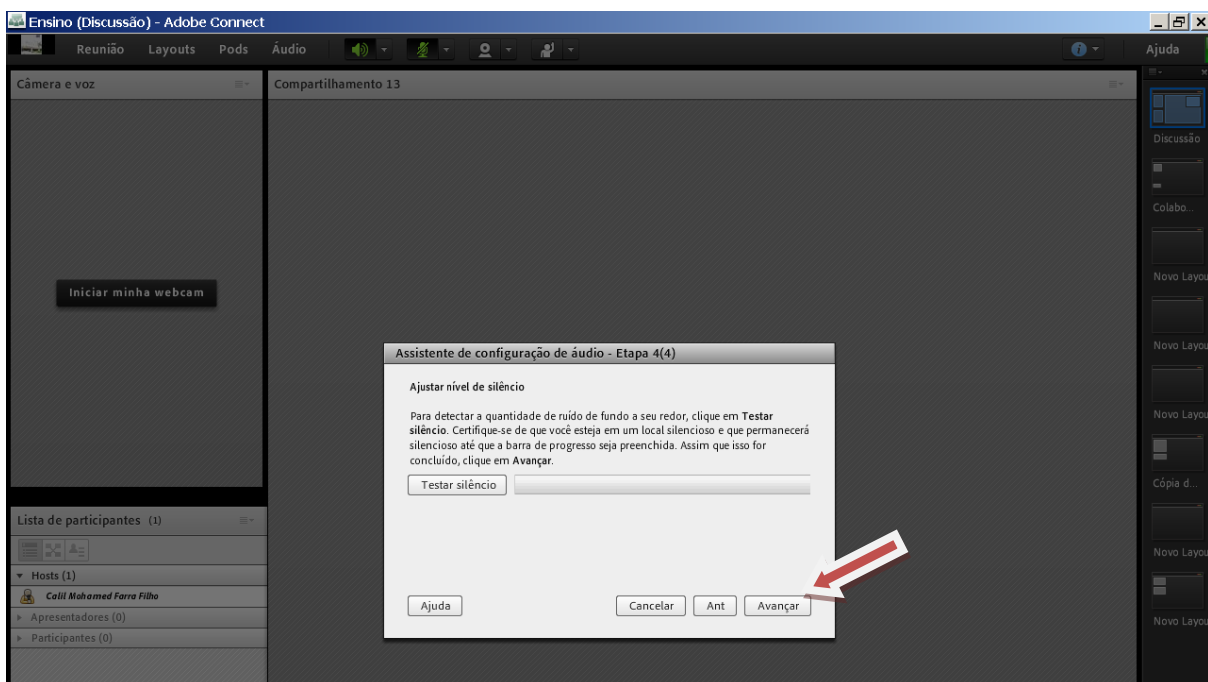 Ensino (Discussão) - Adobe Connect
Reunião Layouts Pods Áudio Ajuda
Câmera e voz
Compartilhamento 13
Iniciar minha webcam
Assistente de configuração de áudio - Etapa 4(4)
Ajustar nível de silêncio
Para detectar a quantidade de ruído de fundo a seu redor, clique em Testar
silêncio. Certifique-se de que você esteja em um local silencioso e que permanecerá
silencioso até que a barra de progresso seja preenchida. Assim que isso for
concluído, clique em Avançar.
Testar silêncio
Ajuda Cancelar Ant Avançar
Lista de participantes (1)
Hosts (1)
Calil Mohamed Farra Filho
Apresentadores (0)
Participantes (0)
Discussão
Colabo...
Novo Layou
Novo Layou
Novo Layou
Cópia d...
Novo Layou
Novo Layou